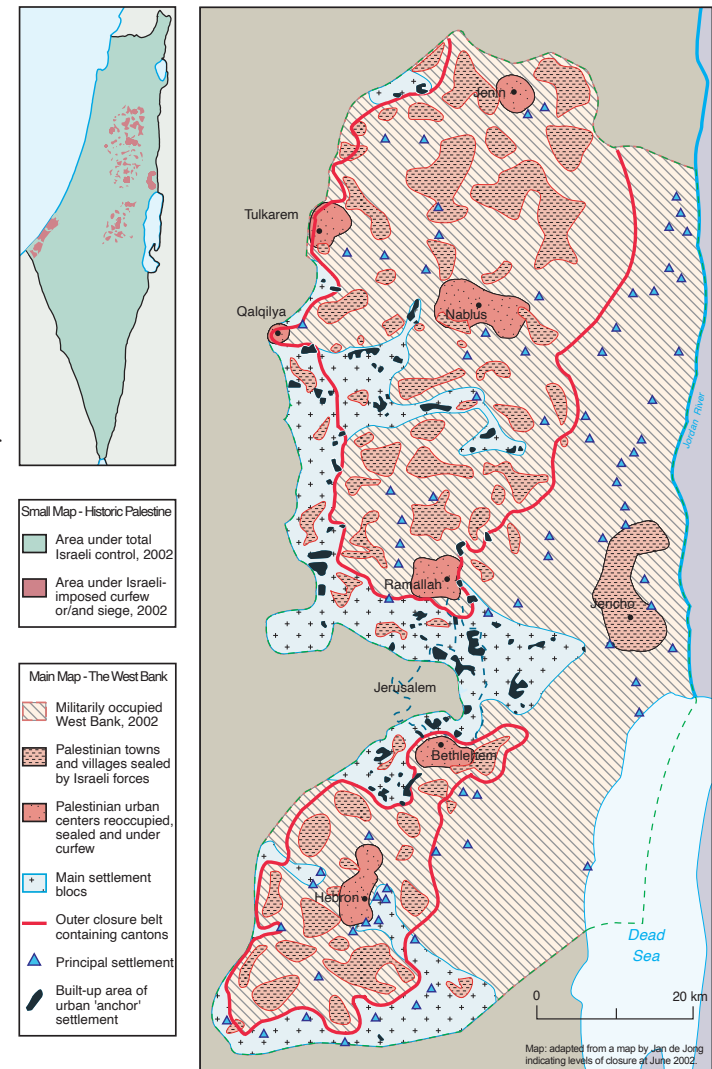 Small Map - Historic Palestine
Area under total
Israeli control, 2002
Area under Israeli-
imposed curfew
or/and siege, 2002
Main Map - The West Bank
Militarily occupied
West Bank, 2002
Palestinian towns
and villages sealed
by Israeli forces
Palestinian urban
centers reoccupied,
sealed and under
curfew
Main settlement
blocs
Outer closure belt
containing cantons
Principal settlement
Built-up area of
urban 'anchor'
settlement
Jenin
Tulkarem
Qalqilya
Nablus
Jordan River
Ramallah
Jericho
Jerusalem
Bethlehem
Hebron
Dead
Sea
0
20 km
Map: adapted from a map by Jan de Jong
indicating levels of closure at June 2002.